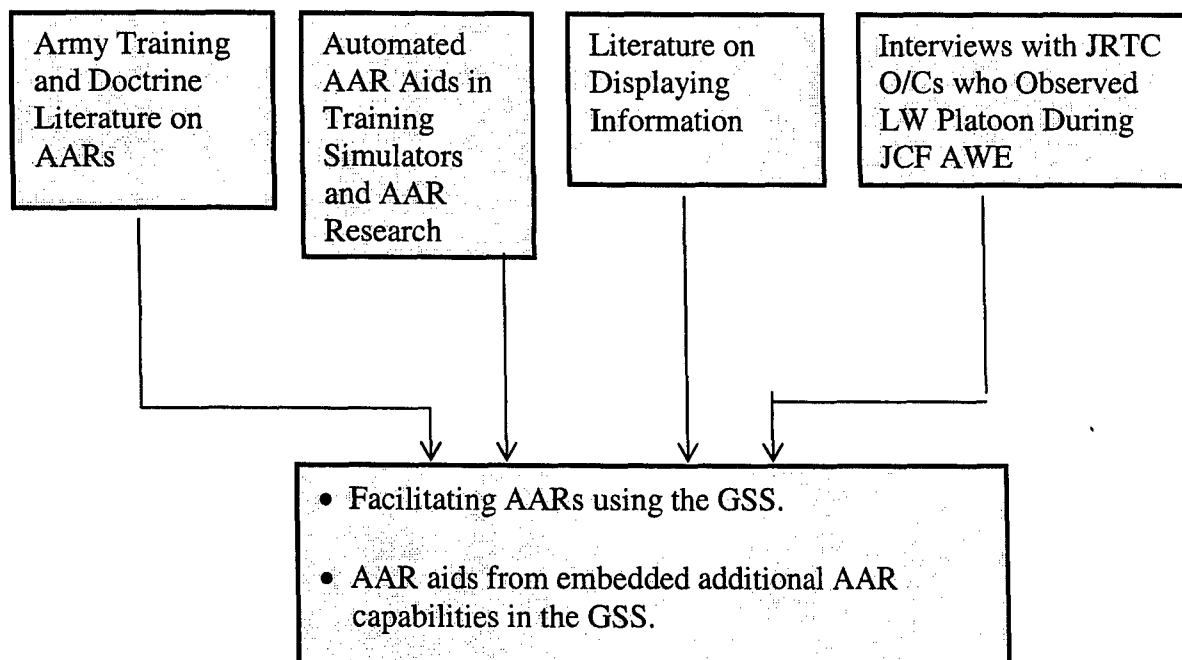 Army Training
and Doctrine
Literature on
AARs
Automated
AAR Aids in
Training
Simulators
and AAR
Research
Literature on
Displaying
Information
Interviews with JRTC
O/Cs who Observed
LW Platoon During
JCF AWE
• Facilitating AARs using the GSS.
• AAR aids from embedded additional AAR
capabilities in the GSS.